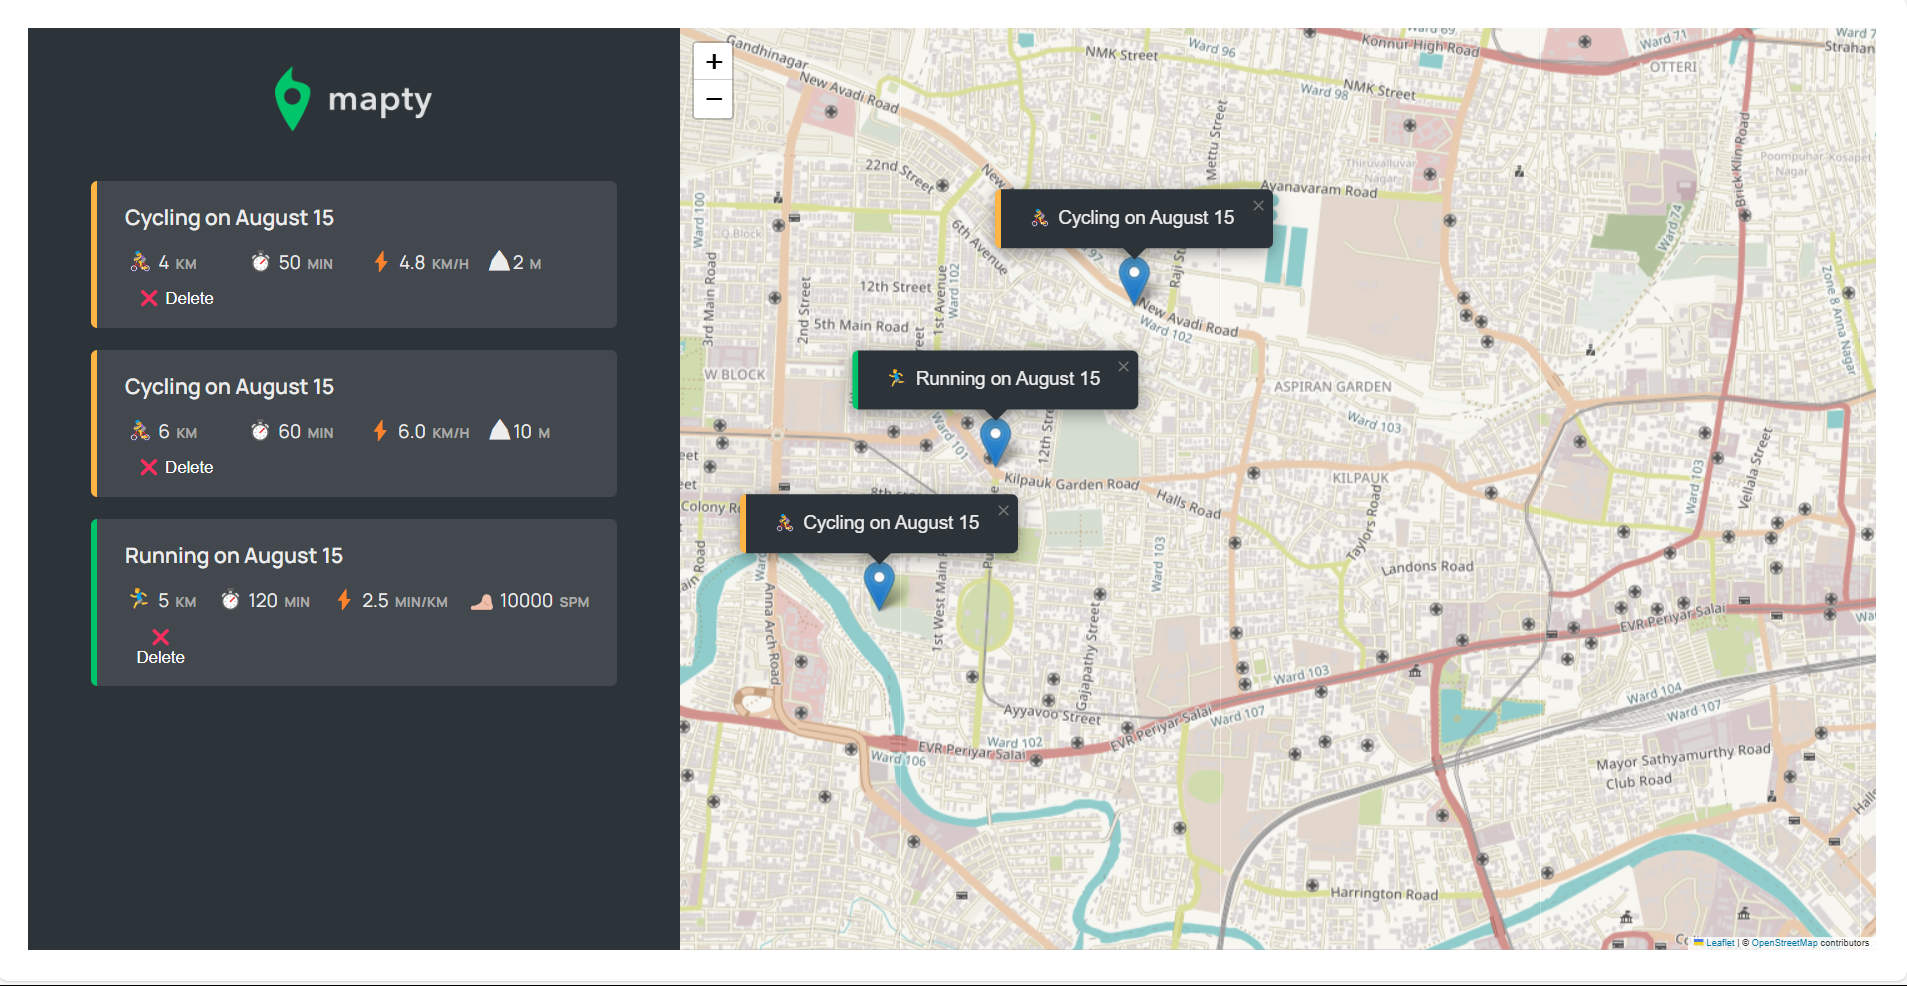 mapty
Cycling on August 15
4 KM
50 MIN
4.8 KM/H
2 M
Delete
Cycling on August 15
6 KM
60 MIN
6.0 KM/H
10 M
Delete
Running on August 15
5 KM
120 MIN
2.5 MIN/KM
10000 SPM
Delete
+
−
Gandhinagar
New Avadi Road
NMK Street
Ward 96
Konnur High Road
Ward 71
OTTERI
Strahan
Ward 98
NMK Street
Mettu Street
22nd Street
Thiruvalluvar
Nagar
Brick Kiln Road
Poompuhar Kosapet
Nagar
Ayanavaram Road
Ward 100
Q Block
6th Avenue
Cycling on August 15
Raji St
Ward 74
Zone 8 Anna Nagar
3rd Main Road
2nd Street
12th Street
1st Avenue
Ward 102
5th Main Road
New Avadi Road
Ward 102
W BLOCK
Running on August 15
ASPIRAN GARDEN
Ward 103
Ward 101
12th Stre
Kilpauk Garden Road
Halls Road
KILPAUK
Taylors Road
Ward 103
Vellala Street
Colony R
Cycling on August 15
Anna Arch Road
1st West Main R
Ward 103
Landons Road
Gajapathy Street
EVR Periyar Salai
Ayyavoo Street
Ward 103
Ward 107
EVR Periyar Salai
Ward 104
Ward 107
Ward 102
EVR Periyar Salai
Ward 106
Mayor Sathyamurthy Road
Club Road
Halls
Harrington Road
Leaflet | © OpenStreetMap contributors